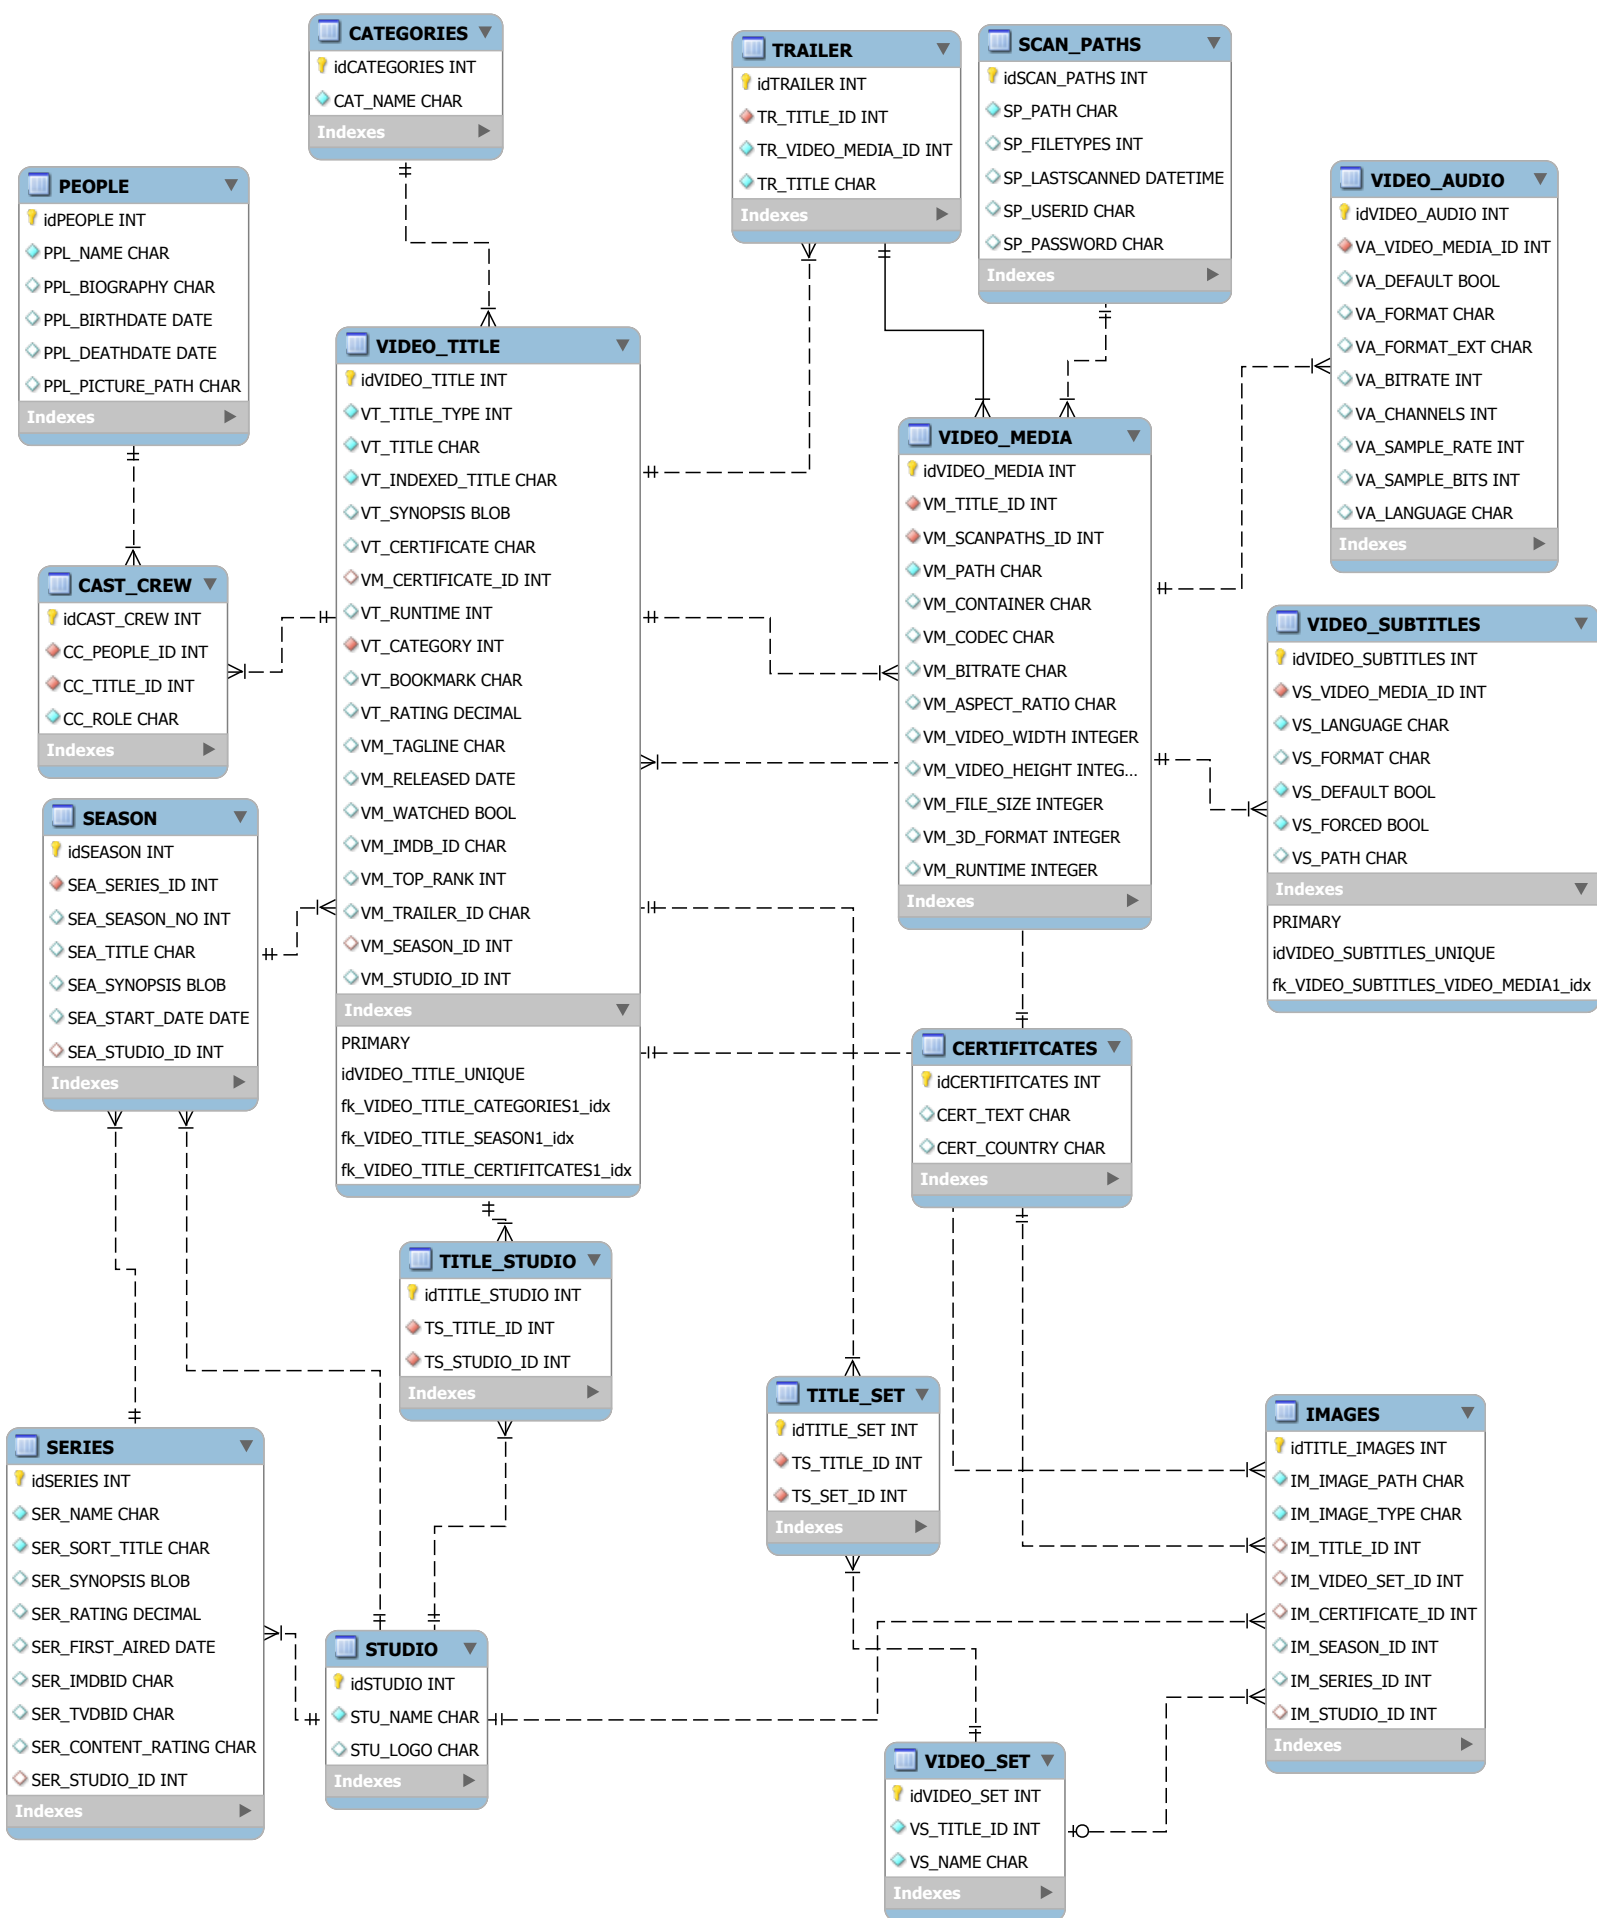 CATEGORIES
idCATEGORIES INT
CAT_NAME CHAR
Indexes
TRAILER
idTRAILER INT
TR_TITLE_ID INT
TR_VIDEO_MEDIA_ID INT
TR_TITLE CHAR
Indexes
SCAN_PATHS
idSCAN_PATHS INT
SP_PATH CHAR
SP_FILETYPES INT
SP_LASTSCANNED DATETIME
SP_USERID CHAR
SP_PASSWORD CHAR
Indexes
PEOPLE
idPEOPLE INT
PPL_NAME CHAR
PPL_BIOGRAPHY CHAR
PPL_BIRTHDATE DATE
PPL_DEATHDATE DATE
PPL_PICTURE_PATH CHAR
Indexes
VIDEO_AUDIO
idVIDEO_AUDIO INT
VA_VIDEO_MEDIA_ID INT
VA_DEFAULT BOOL
VA_FORMAT CHAR
VA_FORMAT_EXT CHAR
VA_BITRATE INT
VA_CHANNELS INT
VA_SAMPLE_RATE INT
VA_SAMPLE_BITS INT
VA_LANGUAGE CHAR
Indexes
VIDEO_TITLE
idVIDEO_TITLE INT
VT_TITLE_TYPE INT
VT_TITLE CHAR
VT_INDEXED_TITLE CHAR
VT_SYNOPSIS BLOB
VT_CERTIFICATE CHAR
VM_CERTIFICATE_ID INT
VT_RUNTIME INT
VT_CATEGORY INT
VT_BOOKMARK CHAR
VT_RATING DECIMAL
VM_TAGLINE CHAR
VM_RELEASED DATE
VM_WATCHED BOOL
VM_IMDB_ID CHAR
VM_TOP_RANK INT
VM_TRAILER_ID CHAR
VM_SEASON_ID INT
VM_STUDIO_ID INT
Indexes
PRIMARY
idVIDEO_TITLE_UNIQUE
fk_VIDEO_TITLE_CATEGORIES1_idx
fk_VIDEO_TITLE_SEASON1_idx
fk_VIDEO_TITLE_CERTIFITCATES1_idx
VIDEO_MEDIA
idVIDEO_MEDIA INT
VM_TITLE_ID INT
VM_SCANPATHS_ID INT
VM_PATH CHAR
VM_CONTAINER CHAR
VM_CODEC CHAR
VM_BITRATE CHAR
VM_ASPECT_RATIO CHAR
VM_VIDEO_WIDTH INTEGER
VM_VIDEO_HEIGHT INTEG...
VM_FILE_SIZE INTEGER
VM_3D_FORMAT INTEGER
VM_RUNTIME INTEGER
Indexes
CAST_CREW
idCAST_CREW INT
CC_PEOPLE_ID INT
CC_TITLE_ID INT
CC_ROLE CHAR
Indexes
VIDEO_SUBTITLES
idVIDEO_SUBTITLES INT
VS_VIDEO_MEDIA_ID INT
VS_LANGUAGE CHAR
VS_FORMAT CHAR
VS_DEFAULT BOOL
VS_FORCED BOOL
VS_PATH CHAR
Indexes
PRIMARY
idVIDEO_SUBTITLES_UNIQUE
fk_VIDEO_SUBTITLES_VIDEO_MEDIA1_idx
SEASON
idSEASON INT
SEA_SERIES_ID INT
SEA_SEASON_NO INT
SEA_TITLE CHAR
SEA_SYNOPSIS BLOB
SEA_START_DATE DATE
SEA_STUDIO_ID INT
Indexes
CERTIFITCATES
idCERTIFITCATES INT
CERT_TEXT CHAR
CERT_COUNTRY CHAR
Indexes
TITLE_STUDIO
idTITLE_STUDIO INT
TS_TITLE_ID INT
TS_STUDIO_ID INT
Indexes
TITLE_SET
idTITLE_SET INT
TS_TITLE_ID INT
TS_SET_ID INT
Indexes
IMAGES
idTITLE_IMAGES INT
IM_IMAGE_PATH CHAR
IM_IMAGE_TYPE CHAR
IM_TITLE_ID INT
IM_VIDEO_SET_ID INT
IM_CERTIFICATE_ID INT
IM_SEASON_ID INT
IM_SERIES_ID INT
IM_STUDIO_ID INT
Indexes
SERIES
idSERIES INT
SER_NAME CHAR
SER_SORT_TITLE CHAR
SER_SYNOPSIS BLOB
SER_RATING DECIMAL
SER_FIRST_AIRED DATE
SER_IMDBID CHAR
SER_TVDBID CHAR
SER_CONTENT_RATING CHAR
SER_STUDIO_ID INT
Indexes
STUDIO
idSTUDIO INT
STU_NAME CHAR
STU_LOGO CHAR
Indexes
VIDEO_SET
idVIDEO_SET INT
VS_TITLE_ID INT
VS_NAME CHAR
Indexes